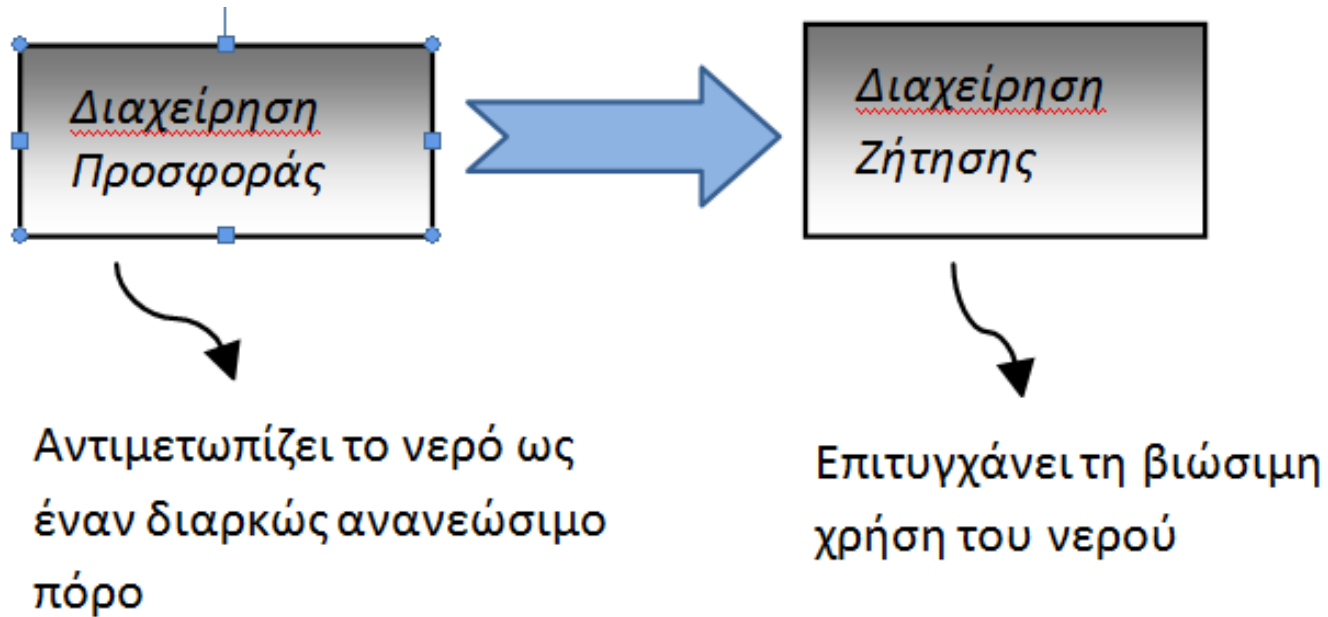 Διαχείρηση
Προσφοράς
Διαχείρηση
Ζήτησης
Αντιμετωπίζει το νερό ως
έναν διαρκώς ανανεώσιμο
πόρο
Επιτυγχάνει τη βιώσιμη
χρήση του νερού